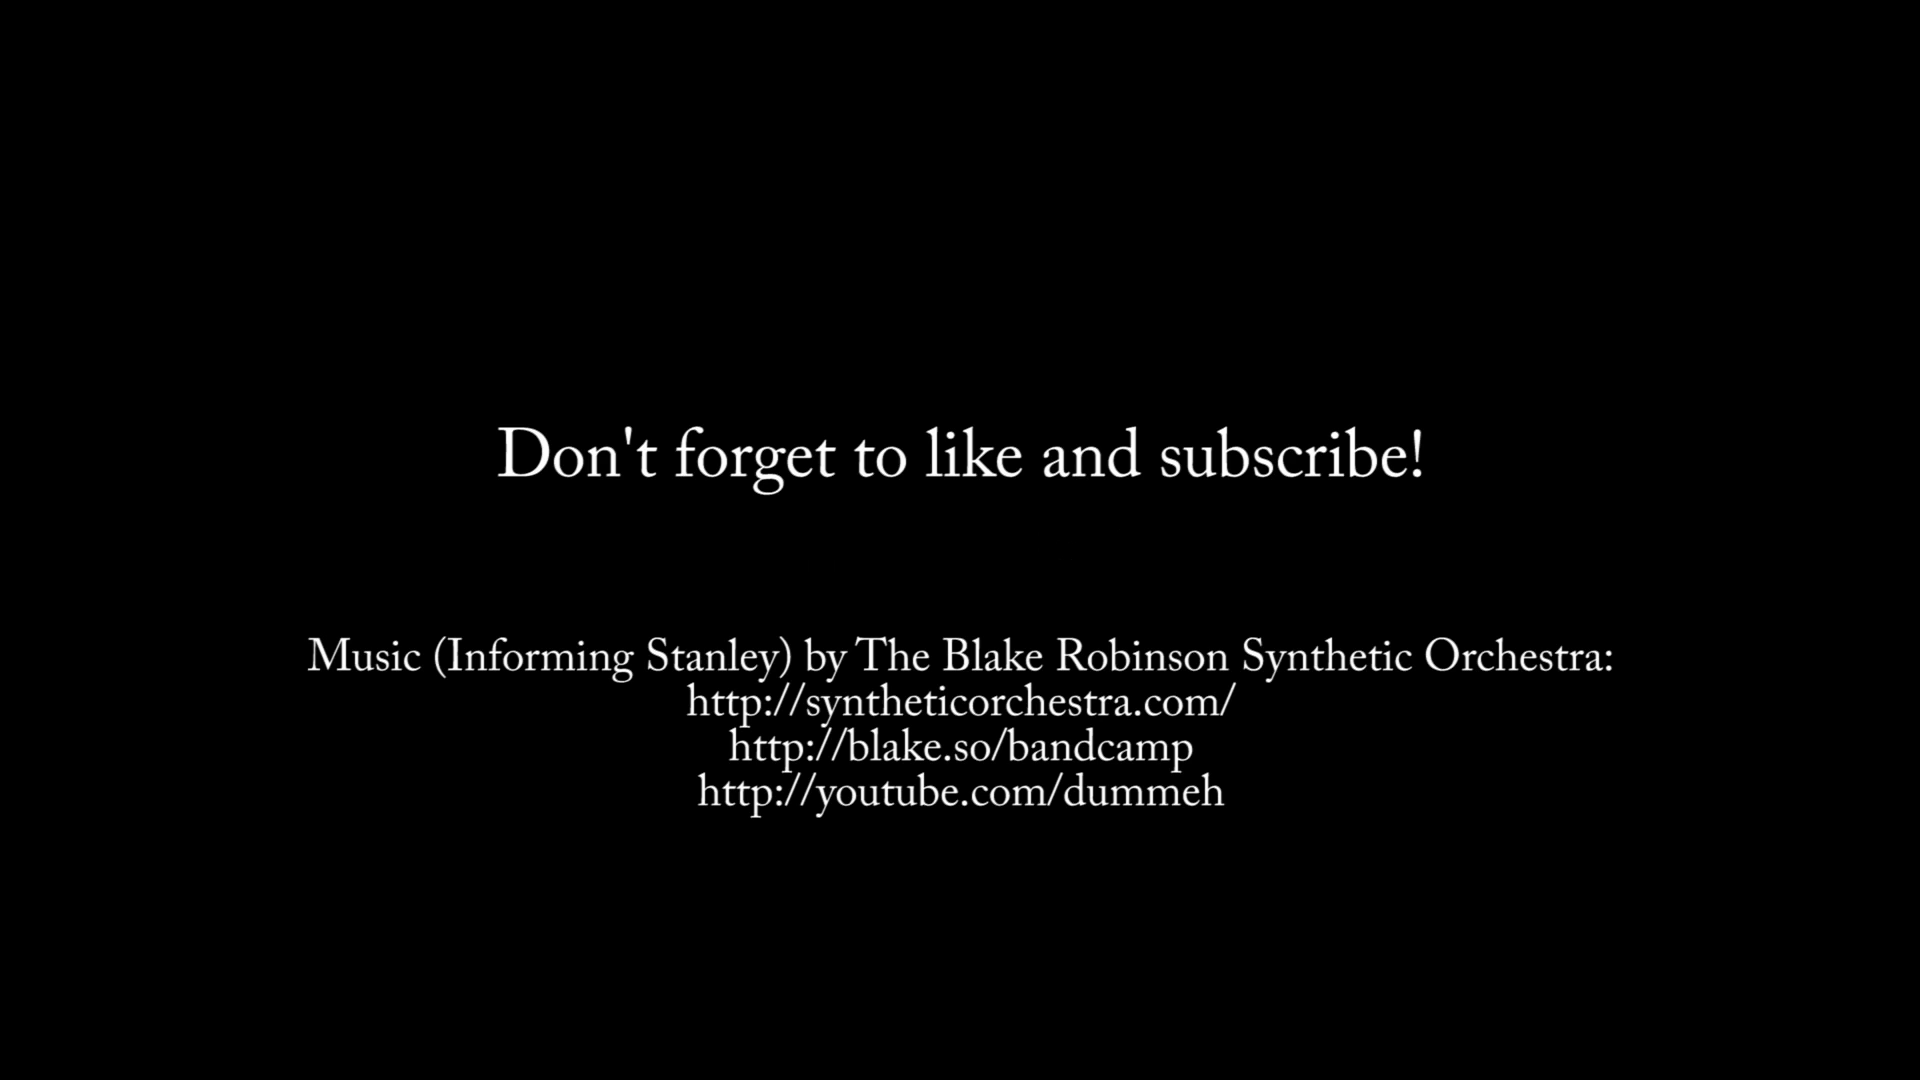 Don't forget to like and subscribe!
Music (Informing Stanley) by The Blake Robinson Synthetic Orchestra:
http://syntheticorchestra.com/
http://blake.so/bandcamp
http://youtube.com/dummeh